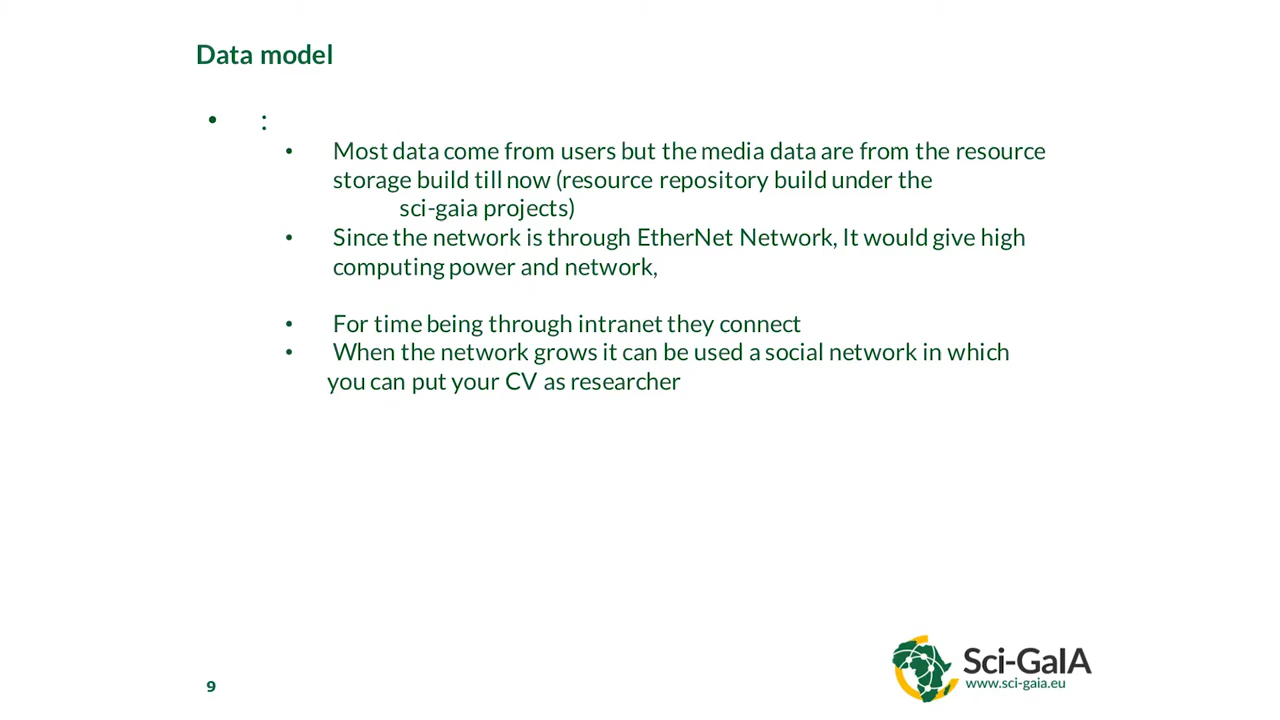 Data model
• :
• Most data come from users but the media data are from the resource
storage build till now (resource repository build under the
sci-gaia projects)
• Since the network is through EtherNet Network, It would give high
computing power and network,
• For time being through intranet they connect
• When the network grows it can be used a social network in which
you can put your CV as researcher
Sci-GaIA
www.sci-gaia.eu
9